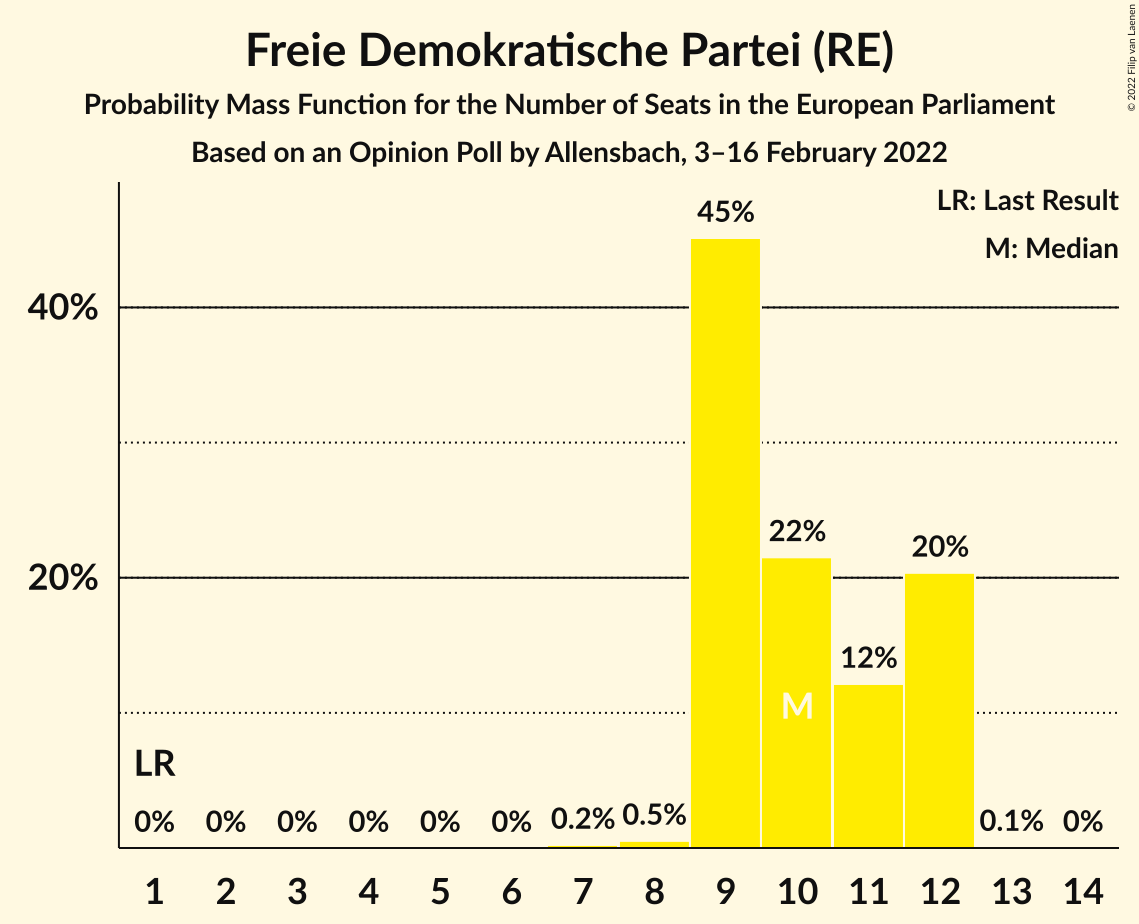 Freie Demokratische Partei (RE)
Probability Mass Function for the Number of Seats in the European Parliament
Based on an Opinion Poll by Allensbach, 3–16 February 2022
© 2022 Filip van Laenen
LR: Last Result
M: Median
45%
40%
22%
20%
20%
12%
M
LR
0% 0% 0% 0% 0% 0% 0.2% 0.5% 0.1% 0%
1 2 3 4 5 6 7 8 9 10 11 12 13 14